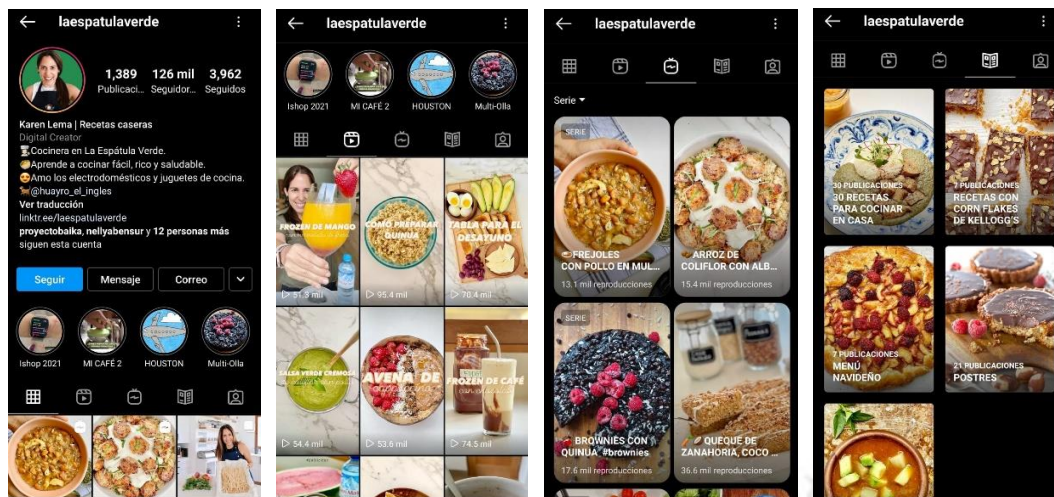 laespatulaverde
1,389 126 mil 3,962
Publicaci... Seguidor... Seguidos
Karen Lema | Recetas caseras
Digital Creator
Cocinera en La Espátula Verde.
Aprende a cocinar fácil, rico y saludable.
Amo los electrodomésticos y juguetes de cocina.
@huayro_el_ingles
Ver traducción
linktr.ee/laespatulaverde
proyectobaika, nellyabensur y 12 personas más
siguen esta cuenta
Seguir Mensaje Correo
Ishop 2021 MI CAFÉ 2 HOUSTON Multi-Olla
laespatulaverde
Ishop 2021 MI CAFÉ 2 HOUSTON Multi-Olla
FROZEN DE MANGO
51.3 mil
CÓMO PREPARAR
QUINUA
95.4 mil
TABLA PARA EL
DESAYUNO
70.4 mil
SALSA VERDE CREMOSA
54.4 mil
AVENA DE
53.6 mil
FROZEN DE CAFÉ
74.5 mil
laespatulaverde
Serie
SERIE
FREJOLES
CON POLLO EN MUL...
13.1 mil reproducciones
ARROZ DE
COLIFLOR CON ALB...
15.4 mil reproducciones
SERIE
BROWNIES CON
QUINUA #brownies
17.6 mil reproducciones
QUEQUE DE
ZANAHORIA, COCO ...
36.6 mil reproducciones
laespatulaverde
30 PUBLICACIONES
30 RECETAS
PARA COCINAR
EN CASA
7 PUBLICACIONES
RECETAS CON
CORN FLAKES
DE KELLOGG'S
7 PUBLICACIONES
MENÚ
NAVIDEÑO
21 PUBLICACIONES
POSTRES